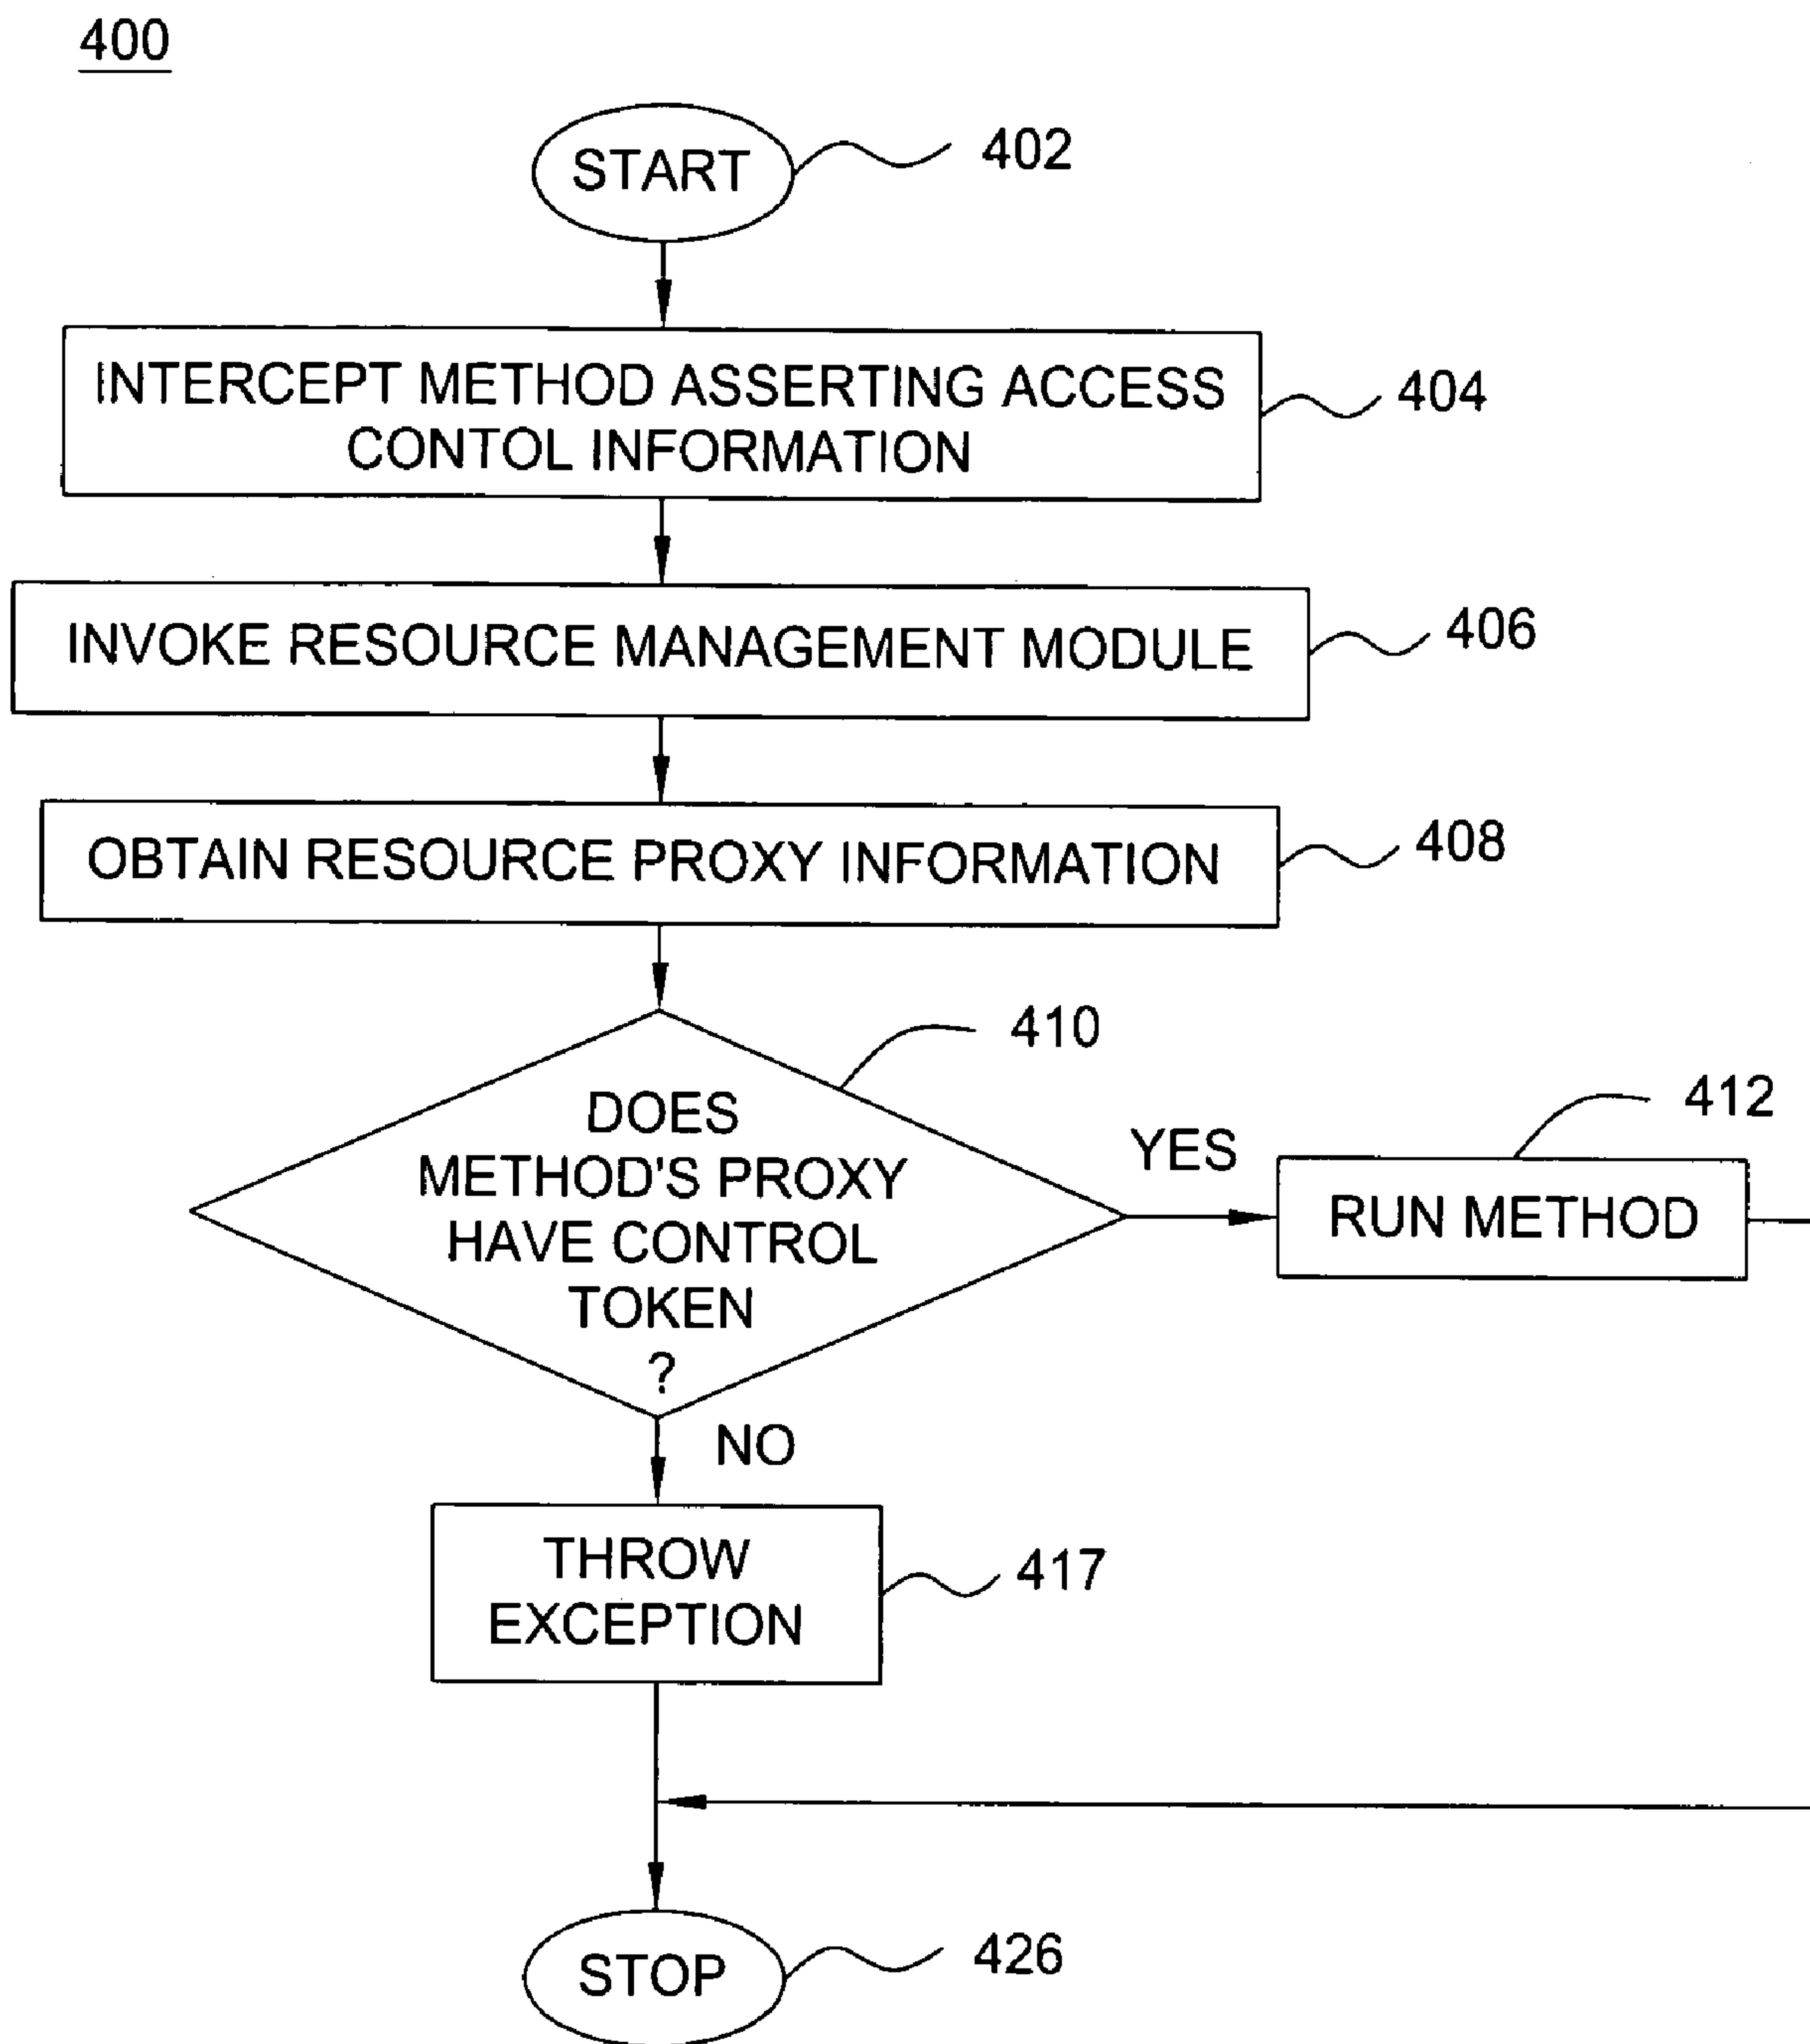 400
START
402
INTERCEPT METHOD ASSERTING ACCESS
CONTOL INFORMATION
404
INVOKE RESOURCE MANAGEMENT MODULE
406
OBTAIN RESOURCE PROXY INFORMATION
408
410
DOES
METHOD'S PROXY
HAVE CONTROL
TOKEN
?
YES
412
RUN METHOD
NO
THROW
EXCEPTION
417
STOP
426